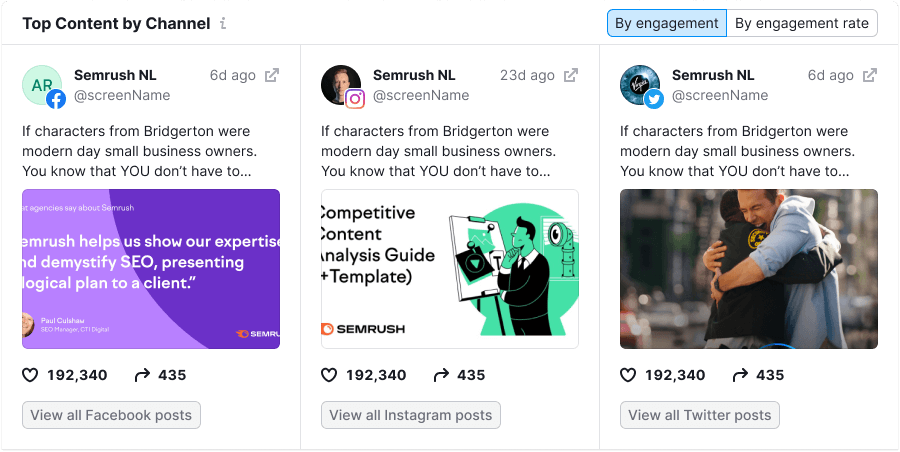 Top Content by Channel i
By engagement
By engagement rate
AR
Semrush NL
6d ago
@screenName
If characters from Bridgerton were
modern day small business owners.
You know that YOU don’t have to...
at agencies say about Semrush
emrush helps us show our expertise
nd demystify SEO, presenting
logical plan to a client.”
Paul Culshaw
SEO Manager, CTI Digital
SEMRU
192,340
435
View all Facebook posts
Semrush NL
23d ago
@screenName
If characters from Bridgerton were
modern day small business owners.
You know that YOU don’t have to...
Competitive
Content
Analysis Guide
+Template)
SEMRUSH
192,340
435
View all Instagram posts
Virgin
Semrush NL
6d ago
@screenName
If characters from Bridgerton were
modern day small business owners.
You know that YOU don’t have to...
192,340
435
View all Twitter posts